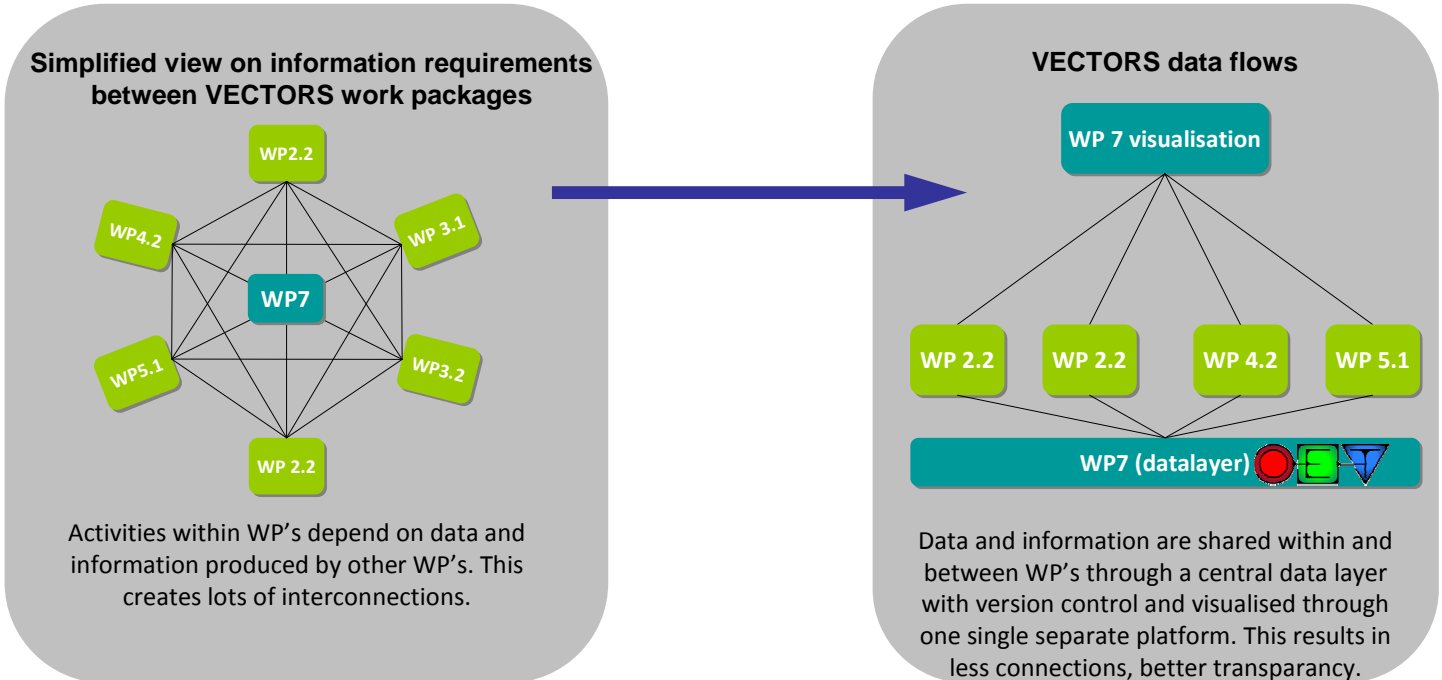 Simplified view on information requirements
between VECTORS work packages
WP2.2
WP4.2
WP 3.1
WP7
WP5.1
WP3.2
WP 2.2
Activities within WP’s depend on data and
information produced by other WP’s. This
creates lots of interconnections.
VECTORS data flows
WP 7 visualisation
WP 2.2
WP 2.2
WP 4.2
WP 5.1
WP7 (datalayer)
Data and information are shared within and
between WP’s through a central data layer
with version control and visualised through
one single separate platform. This results in
less connections, better transparancy.